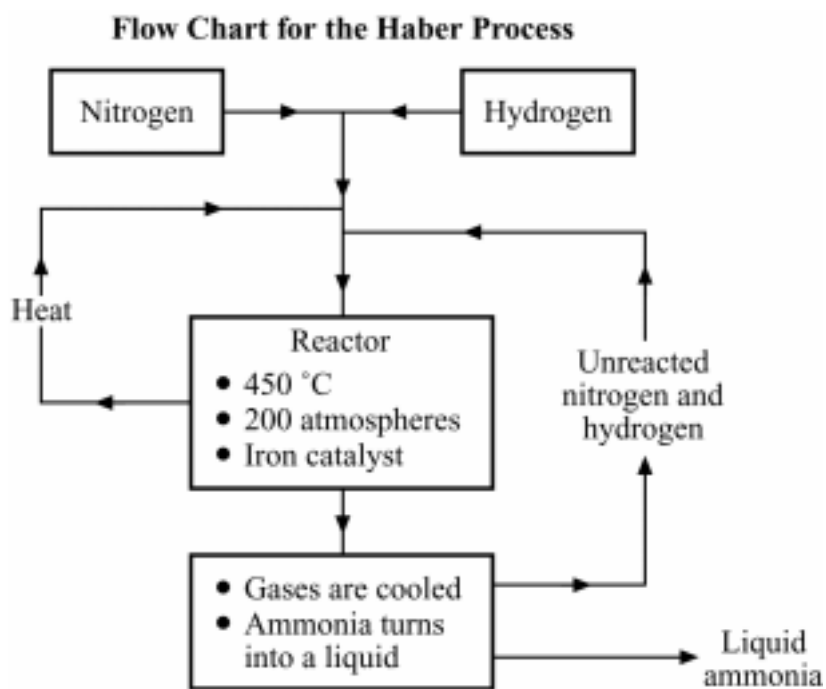 Flow Chart for the Haber Process
Nitrogen
Hydrogen
Heat
Reactor
• 450 °C
• 200 atmospheres
• Iron catalyst
Unreacted
nitrogen and
hydrogen
• Gases are cooled
• Ammonia turns
into a liquid
Liquid
ammonia